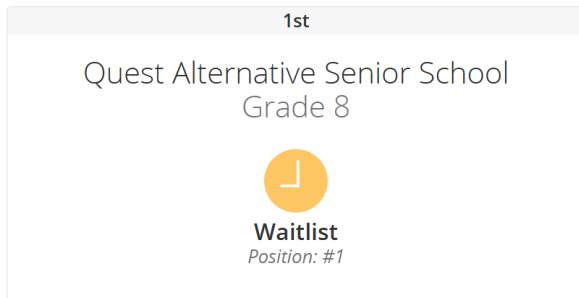 1st
Quest Alternative Senior School
Grade 8
Waitlist
Position: #1